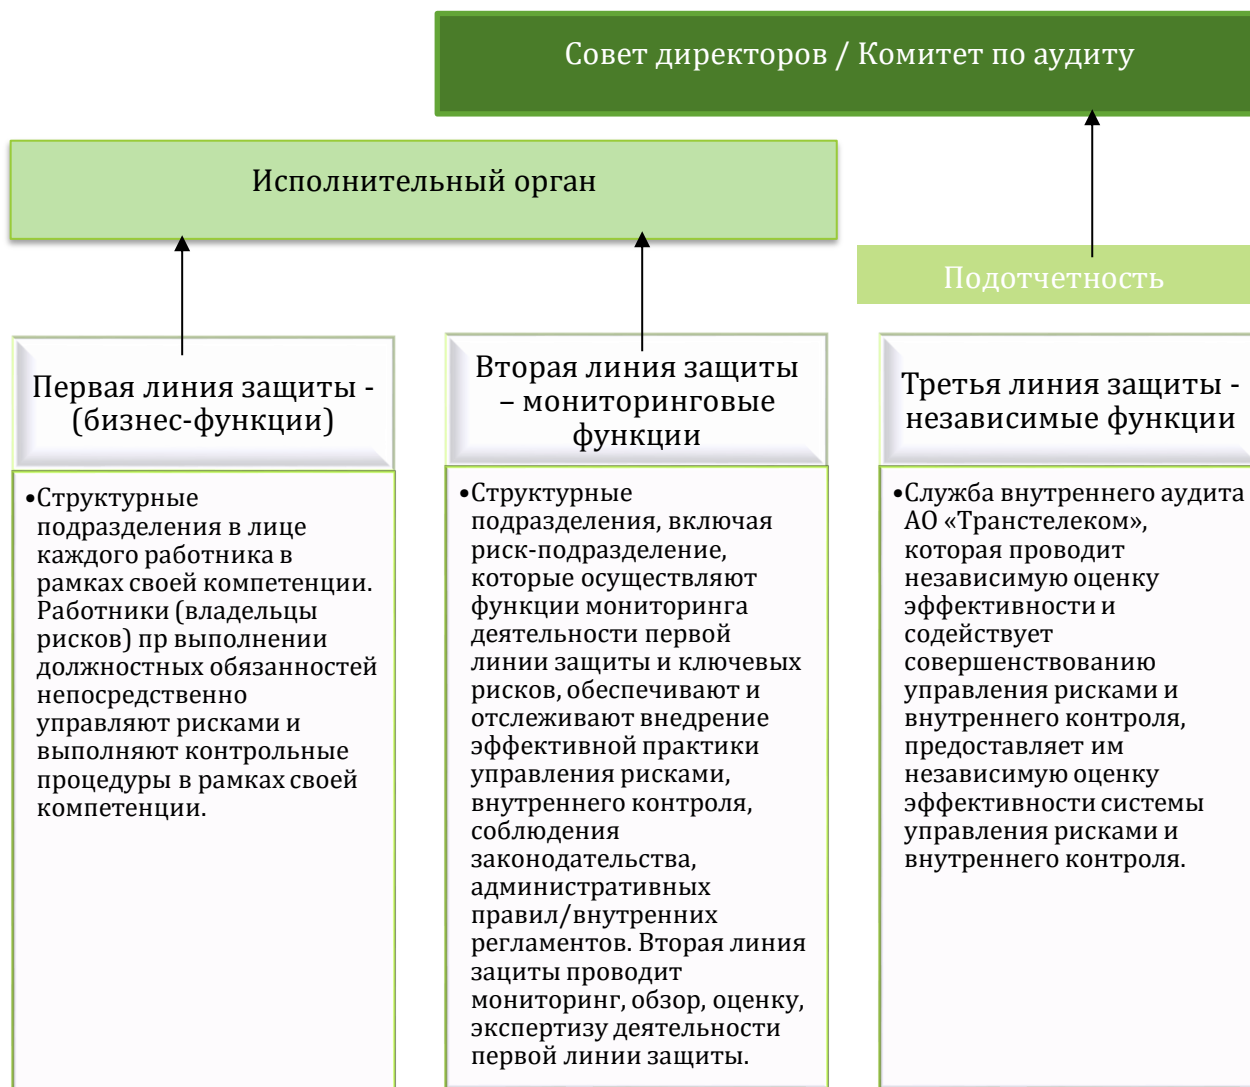 Совет директоров / Комитет по аудиту
Исполнительный орган
Подотчетность
Первая линия защиты -
(бизнес-функции)
•Структурные
подразделения в лице
каждого работника в
рамках своей компетенции.
Работники (владельцы
рисков) пр выполнении
должностных обязанностей
непосредственно
управляют рисками и
выполняют контрольные
процедуры в рамках своей
компетенции.
Вторая линия защиты
– мониторинговые
функции
•Структурные
подразделения, включая
риск-подразделение,
которые осуществляют
функции мониторинга
деятельности первой
линии защиты и ключевых
рисков, обеспечивают и
отслеживают внедрение
эффективной практики
управления рисками,
внутреннего контроля,
соблюдения
законодательства,
административных
правил/внутренних
регламентов. Вторая линия
зациты проводит
мониторинг, обзор, оценку,
экспертизу деятельности
первой линии защиты.
Третья линия защиты -
независимые функции
•Служба внутреннего аудита
АО «Транстелеком»,
которая проводит
независимую оценку
эффективности и
содействует
совершенствованию
управления рисками и
внутреннего контроля,
предоставляет им
независимую оценку
эффективности системы
управления рисками и
внутреннего контроля.